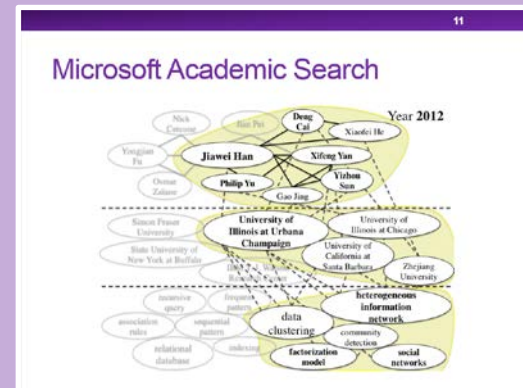 11
Microsoft Academic Search
Year 2012
Nick
Cercone
Jian Pei
Deng
Cai
Xiaofei He
Yongjian
Fu
Jiawei Han
Xifeng Yan
Osmar
Zaiane
Philip Yu
Yizhou
Sun
Gao Jing
Simon Fraser
University
University of
Illinois at Urbana
Champaign
University of
Illinois at Chicago
State University of
New York at Buffalo
University of
California at
Santa Barbara
Research Center
Zhejiang
University
recursive
query
frequent
pattern
heterogeneous
information
network
association
rules
sequential
pattern
data
clustering
community
detection
relational
database
indexing
factorization
model
social
networks